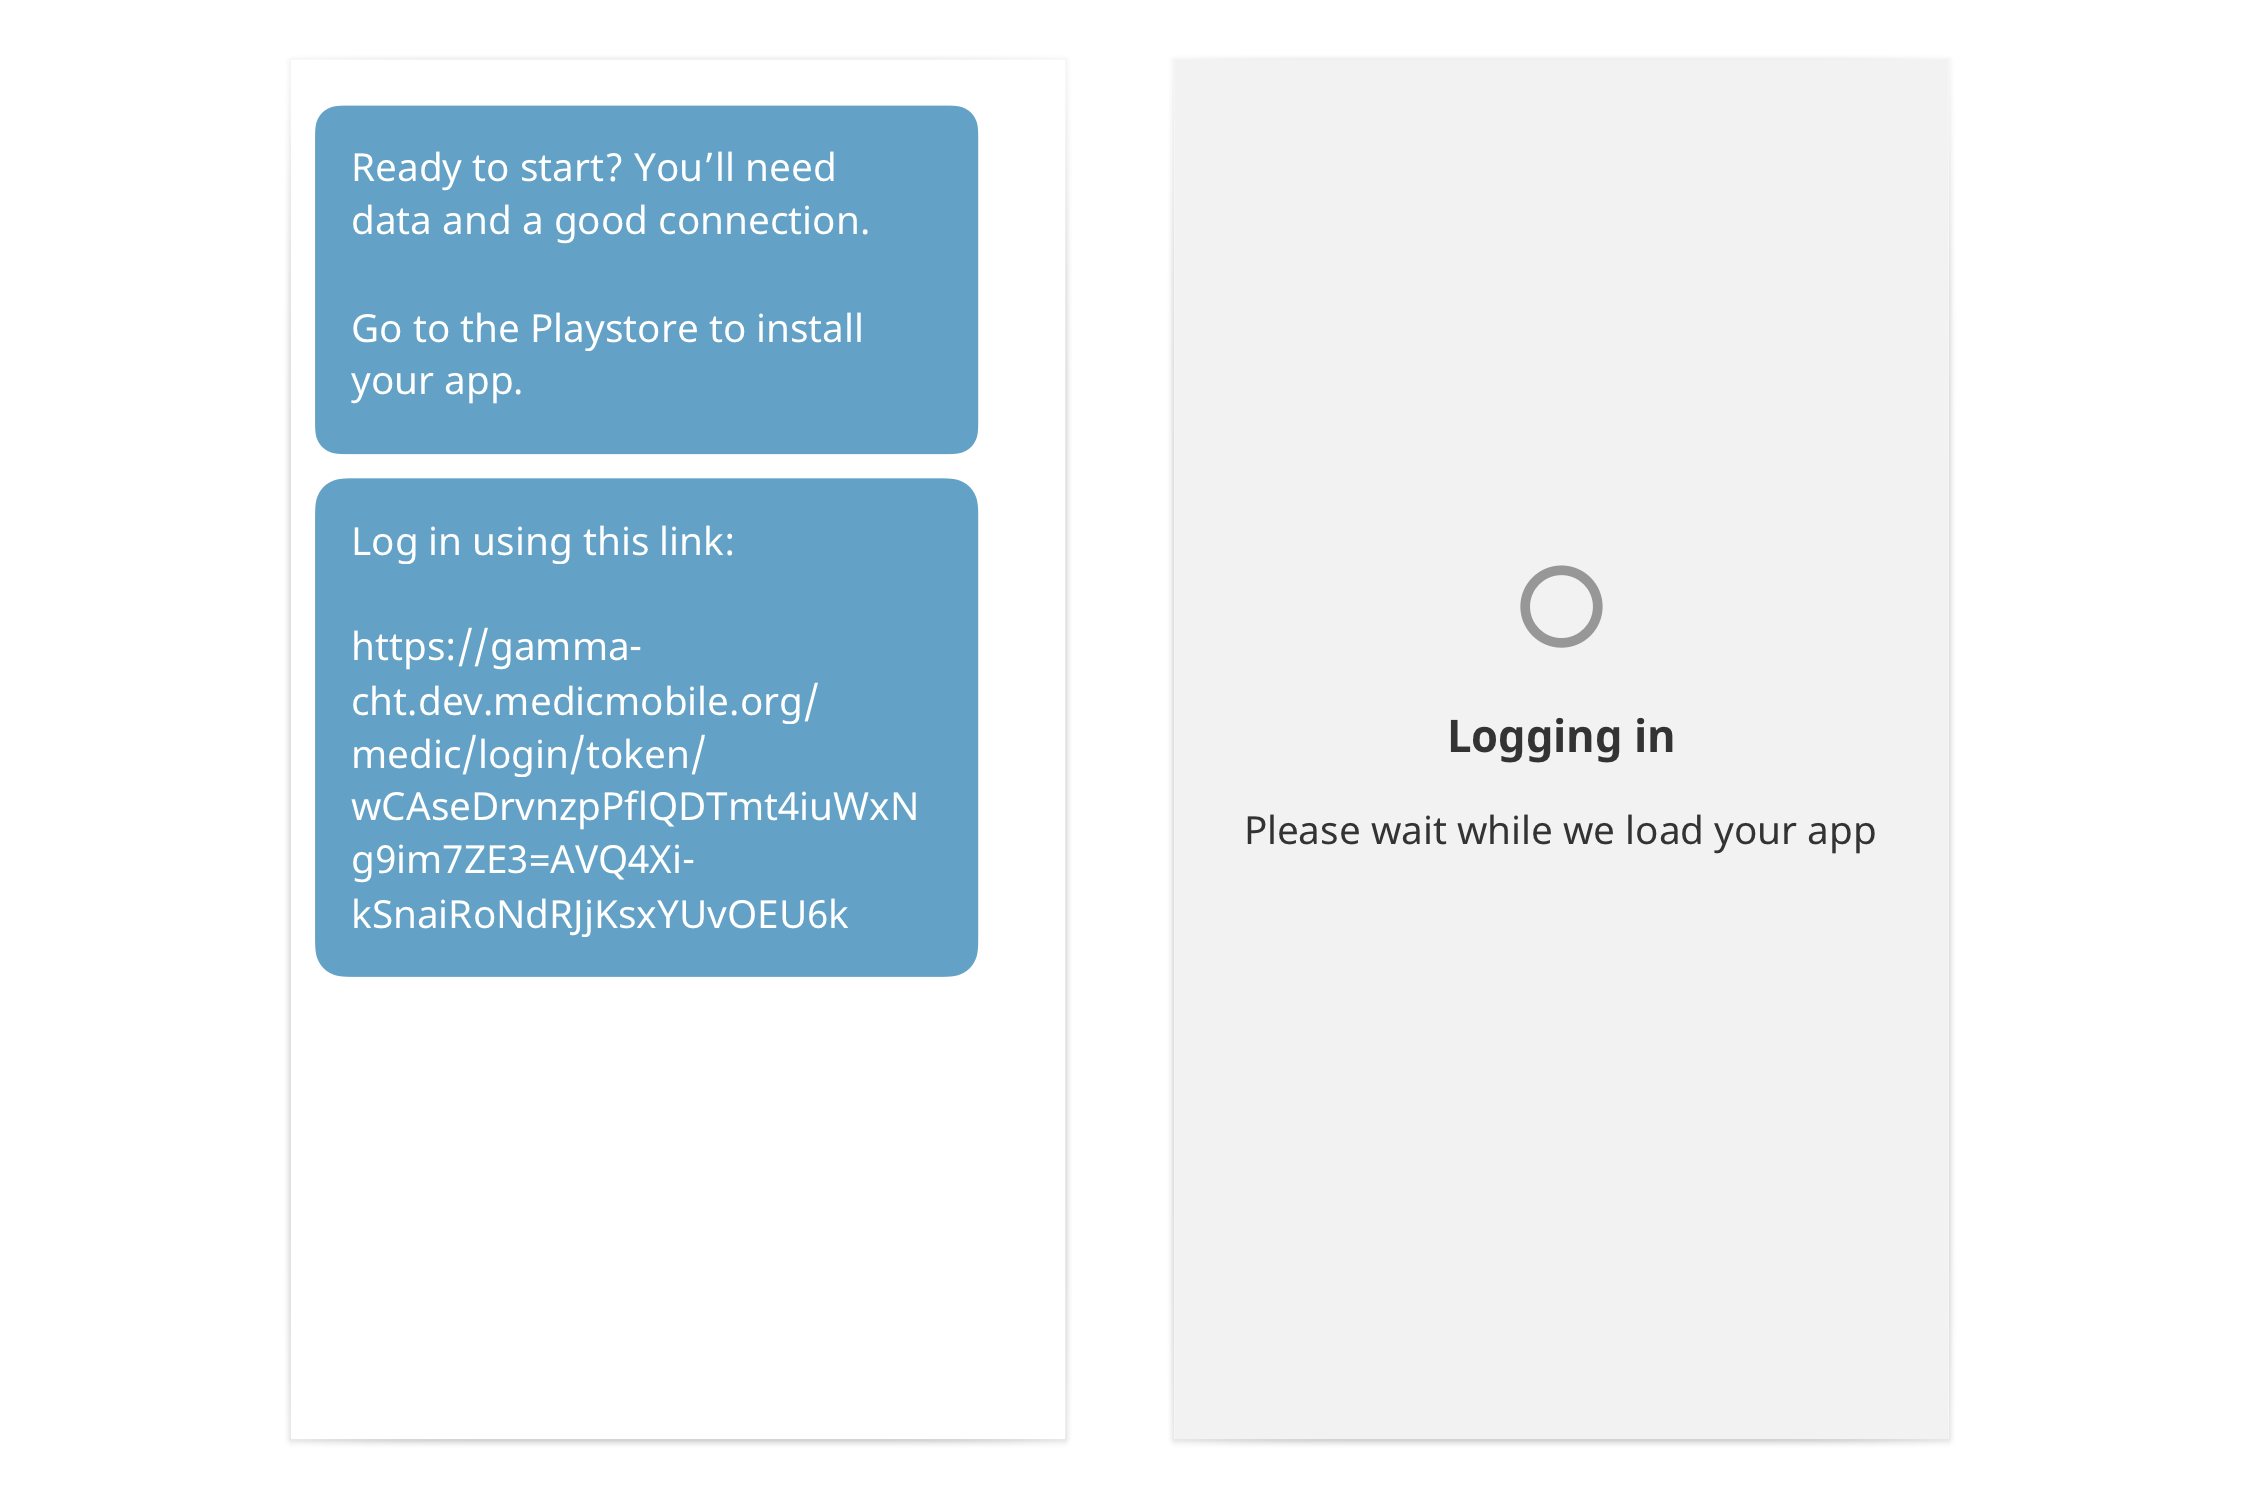 Ready to start? You’ll need
data and a good connection.
Go to the Playstore to install
your app.
Log in using this link:
https://gamma-
cht.dev.medicmobile.org/
medic/login/token/
wCAseDrvnzpPflQDTmt4iuWxN
g9im7ZE3=AVQ4Xi-
kSnaiRoNdRJjKsxYUvOEU6k
Logging in
Please wait while we load your app